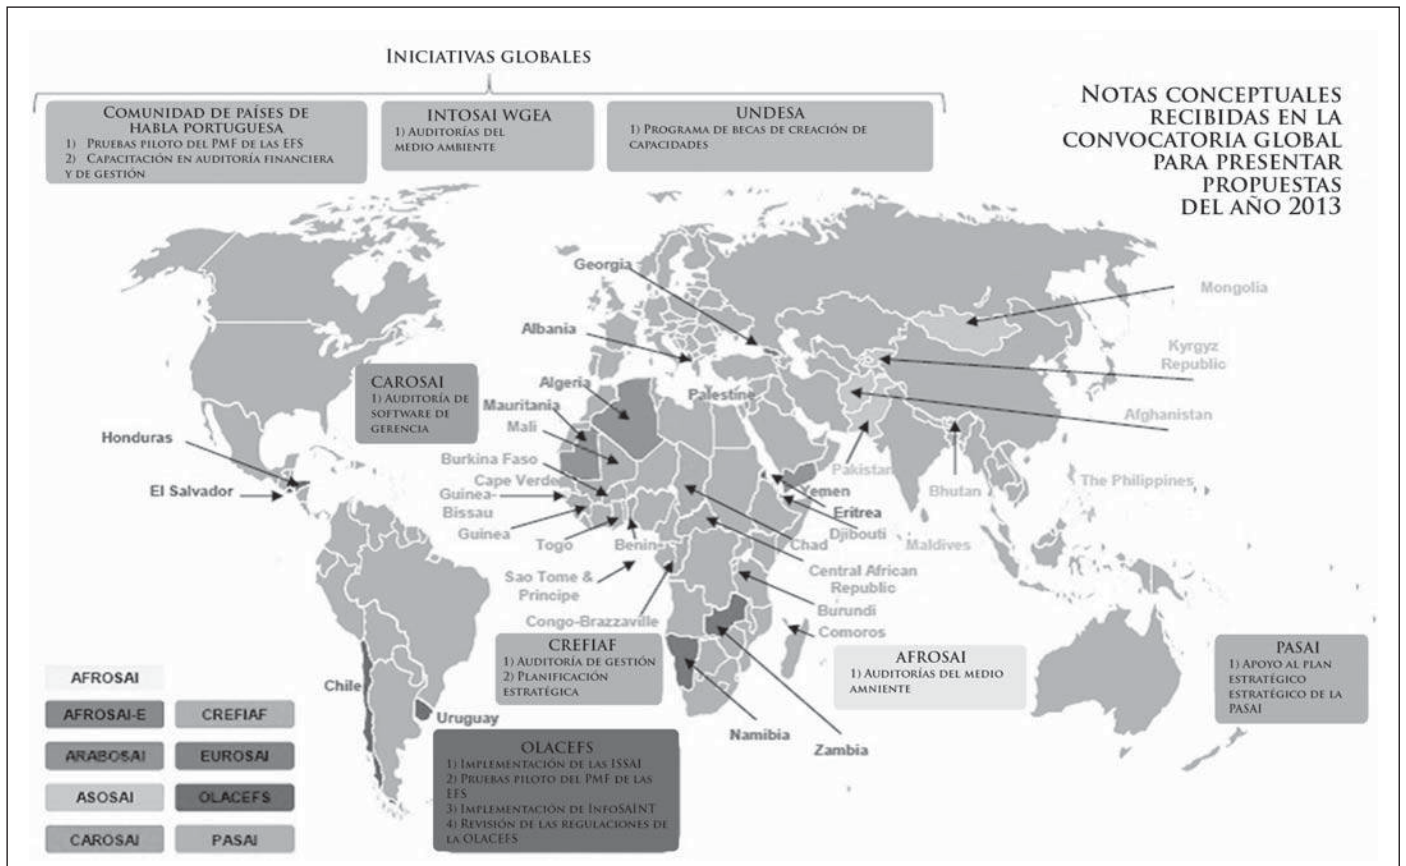 INICIATIVAS GLOBALES
COMUNIDAD DE PAÍSES DE
HABLA PORTUGUESA
1) PRUEBAS PILOTO DEL PMF DE LAS EFS
2) CAPACITACIÓN EN AUDITORÍA FINANCIERA
Y DE GESTIÓN
INTOSAI WGEA
1) AUDITORÍAS DEL
MEDIO AMBIENTE
UNDESA
1) PROGRAMA DE BECAS DE CREACIÓN DE
CAPACIDADES
NOTAS CONCEPTUALES
RECIBIDAS EN LA
CONVOCATORIA GLOBAL
PARA PRESENTAR
PROPUESTAS
DEL AÑO 2013
Georgia
Mongolia
Albania
Kyrgyz
Republic
CAROSAI
1) AUDITORÍA DE
SOFTWARE DE
GERENCIA
Algeria
Palestine
Mauritania
Afghanistan
Mali
Honduras
Burkina Faso
Pakistan
Cape Verde
The Philippines
El Salvador
Guinea-
Bissau
Yemen
Bhutan
Eritrea
Guinea
Djibouti
Togo
Benin
Chad
Maldives
Central African
Republic
Sao Tome &
Principe
Burundi
Congo-Brazzaville
Comoros
CREFIAF
1) AUDITORÍA DE GESTIÓN
2) PLANIFICACIÓN
ESTRATÉGICA
AFROSAI
1) AUDITORÍAS DEL MEDIO
AMNIENTE
PASAI
1) APOYO AL PLAN
ESTRATÉGICO
ESTRATÉGICO DE LA
PASAI
Chile
Uruguay
Namibia
Zambia
OLACEFS
1) IMPLEMENTACIÓN DE LAS ISSAI
2) PRUEBAS PILOTO DEL PMF DE LAS
EFS
3) IMPLEMENTACIÓN DE INFOSAINT
4) REVISIÓN DE LAS REGULACIONES DE
LA OLACEFS
AFROSAI
AFROSAI-E
CREFIAF
ARABOSAI
EUROSAI
ASOSAI
OLACEFS
CAROSAI
PASAI